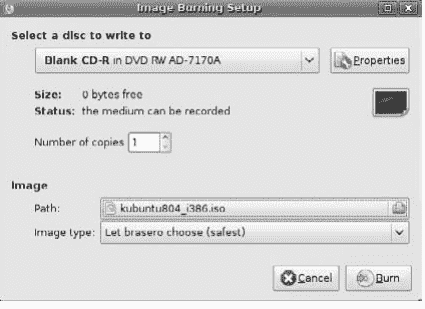 Image Burning Setup
Select a disc to write to
Blank CD-R in DVD RW AD-7170A
Properties
Size: 0 bytes free
Status: the medium can be recorded
Number of copies 1
Image
Path: kubuntu804_i386.iso
Image type: Let brasero choose (safest)
Cancel Burn